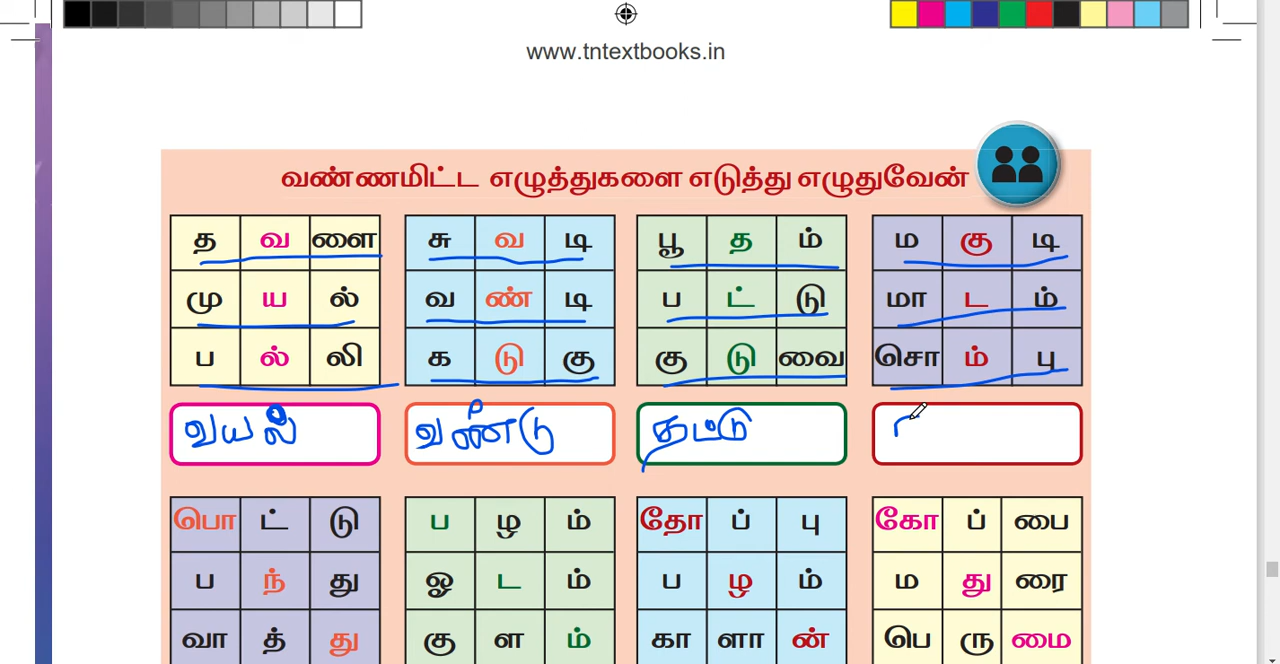 www.tntextbooks.in
வண்ணமிட்ட எழுத்துகளை எடுத்து எழுதுவேன்
த வ ளை சு வ டி பூ த ம் ம கு டி
மு ய ல் வ ண் டி ப ட் டு மா ட ம்
ப ல் லி க டு கு கு டு வை சொ ம் பு
வயல் வண்டு தட்டு
பொ ட் டு ப ழ ம் தோ ப் பு கோ ப் பை
ப ந் து ஓ ட ம் ப ழ ம் ம து ரை
வா த் து கு ள ம் கா ளா ன் பெ ரு மை